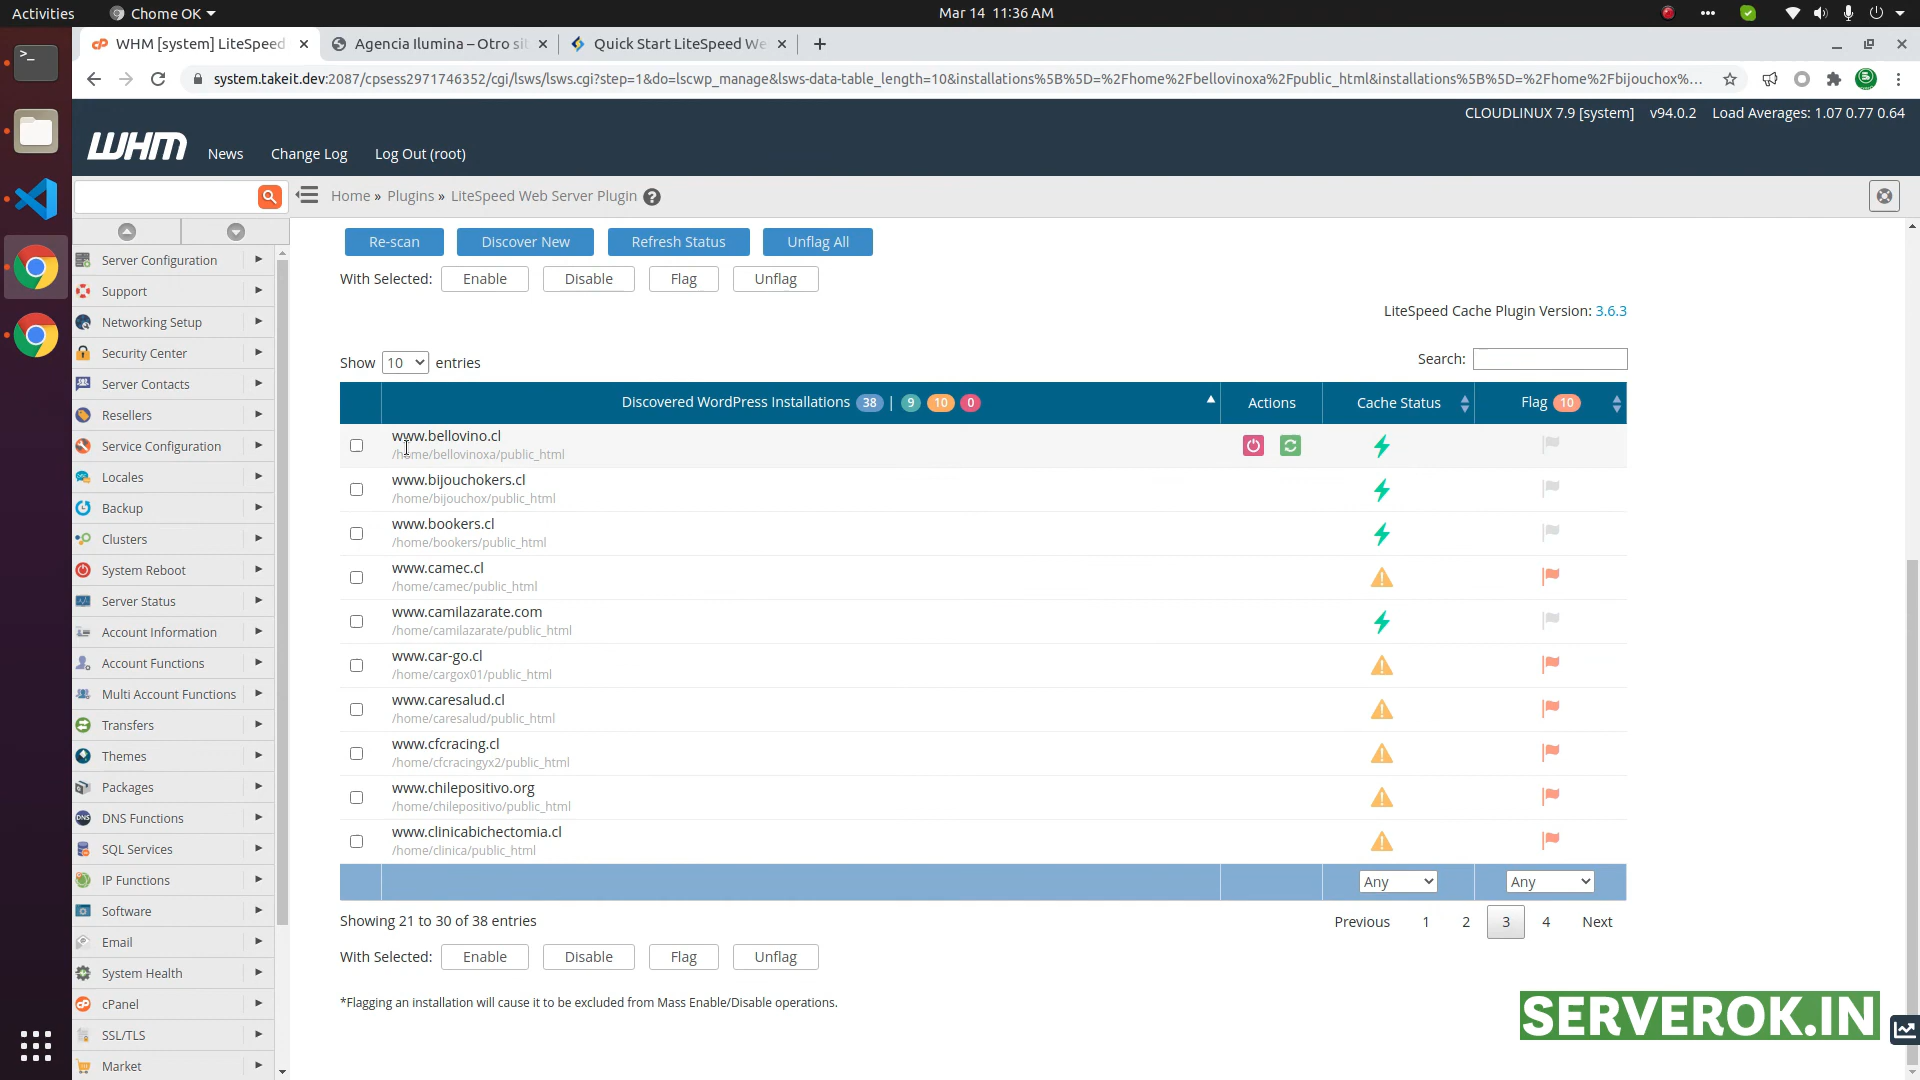 Activities
Chome OK
Mar 14 11:36 AM
WHM [system] LiteSpeed
Agencia Ilumina – Otro sit
Quick Start LiteSpeed We
system.takeit.dev:2087/cpsess2971746352/cgi/lsws/lsws.cgi?step=1&do=lscwp_manage&lsws-data-table_length=10&installations%5B%5D=%2Fhome%2Fbellovinoxa%2Fpublic_html&installations%5B%5D=%2Fhome%2Fbijouchox%...
CLOUDLINUX 7.9 [system] v94.0.2 Load Averages: 1.07 0.77 0.64
WHM News Change Log Log Out (root)
Home » Plugins » LiteSpeed Web Server Plugin
Re-scan Discover New Refresh Status Unflag All
With Selected: Enable Disable Flag Unflag
LiteSpeed Cache Plugin Version: 3.6.3
Show 10 entries
Search:
Discovered WordPress Installations 38 | 9 10 0 Actions Cache Status Flag 10
www.bellovino.cl
/home/bellovinoxa/public_html
www.bijouchokers.cl
/home/bijouchox/public_html
www.bookers.cl
/home/bookers/public_html
www.camec.cl
/home/camec/public_html
www.camilazarate.com
/home/camilazarate/public_html
www.car-go.cl
/home/cargox01/public_html
www.caresalud.cl
/home/caresalud/public_html
www.cfcracing.cl
/home/cfcracingyx2/public_html
www.chilepositivo.org
/home/chilepositivo/public_html
www.clinicabichectomia.cl
/home/clinica/public_html
Any Any
Showing 21 to 30 of 38 entries
Previous 1 2 3 4 Next
With Selected: Enable Disable Flag Unflag
*Flagging an installation will cause it to be excluded from Mass Enable/Disable operations.
Server Configuration
Support
Networking Setup
Security Center
Server Contacts
Resellers
Service Configuration
Locales
Backup
Clusters
System Reboot
Server Status
Account Information
Account Functions
Multi Account Functions
Transfers
Themes
Packages
DNS Functions
SQL Services
IP Functions
Software
Email
System Health
cPanel
SSL/TLS
Market
SERVEROK.IN